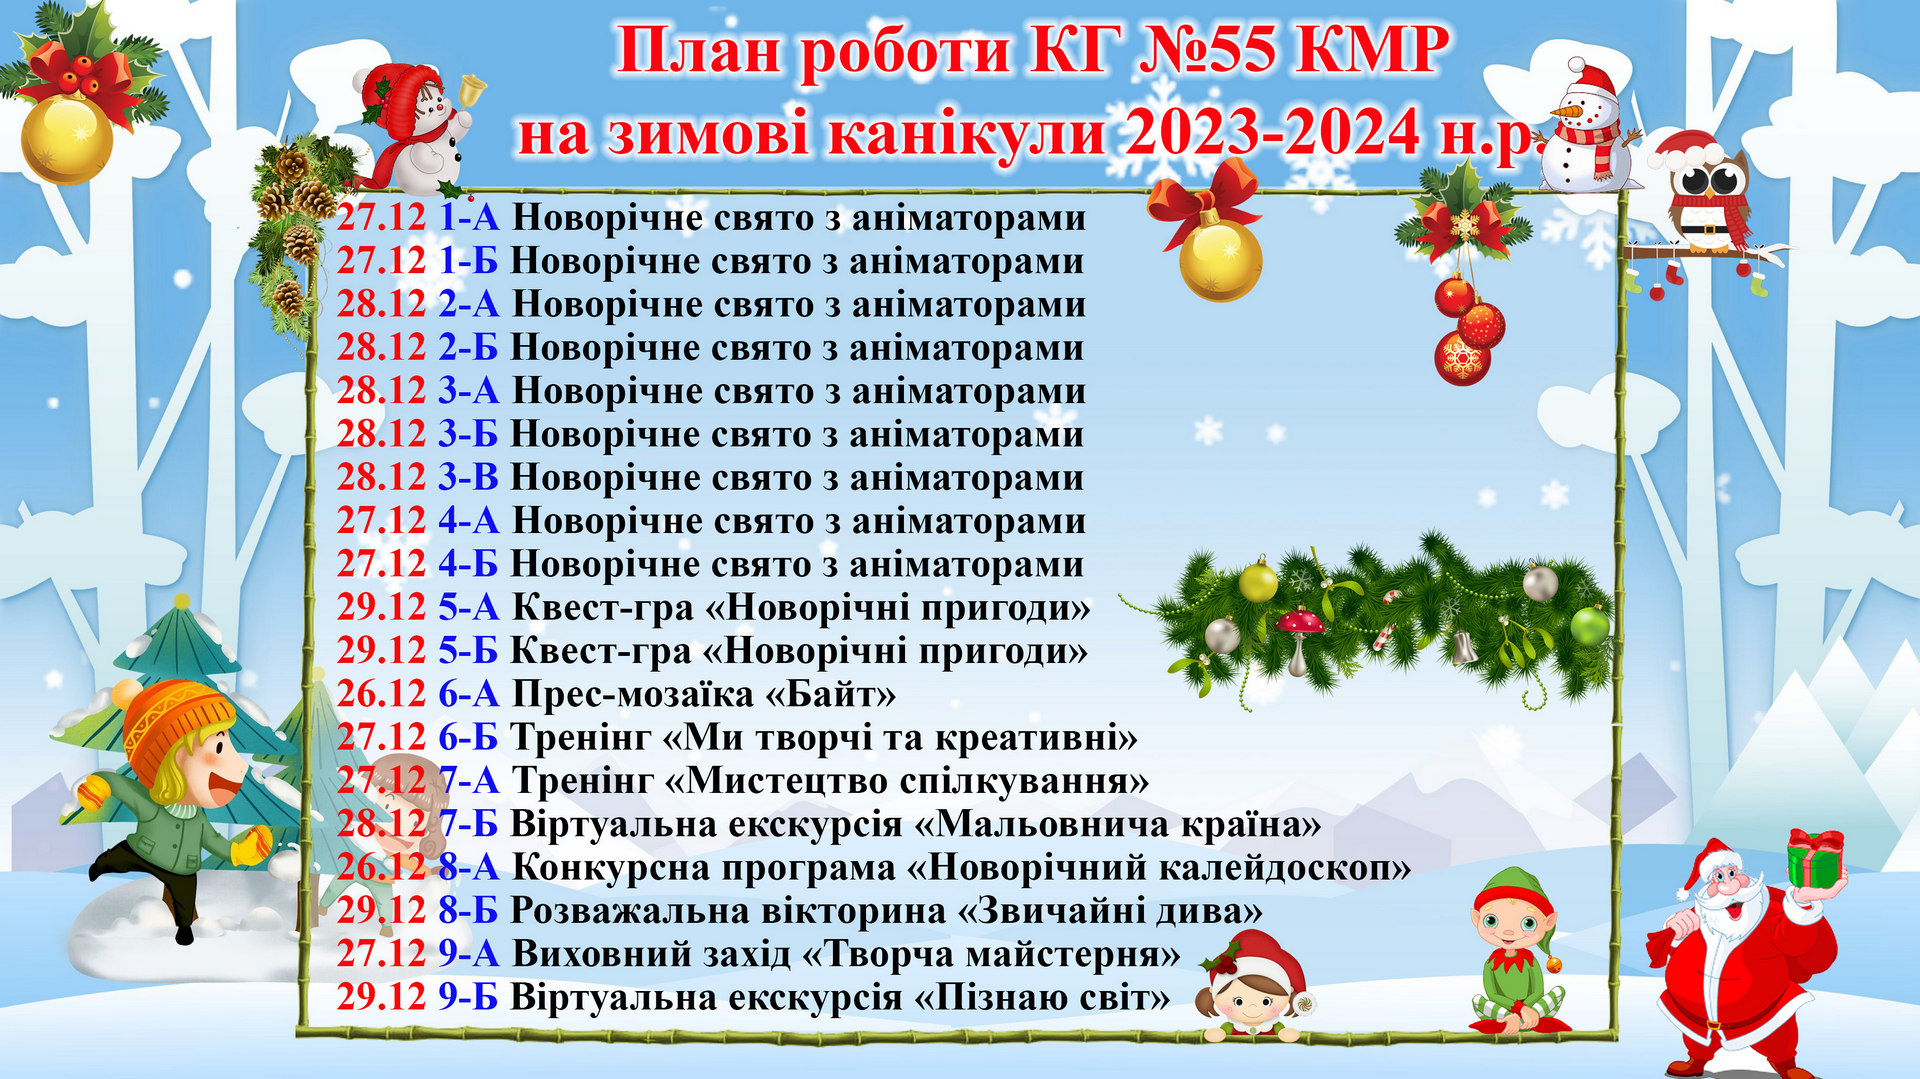 План роботи КГ №55 КМР
на зимові канікули 2023-2024 н.р.
27.12 1-А Новорічне свято з аніматорами
27.12 1-Б Новорічне свято з аніматорами
28.12 2-А Новорічне свято з аніматорами
28.12 2-Б Новорічне свято з аніматорами
28.12 3-А Новорічне свято з аніматорами
28.12 3-Б Новорічне свято з аніматорами
28.12 3-В Новорічне свято з аніматорами
27.12 4-А Новорічне свято з аніматорами
27.12 4-Б Новорічне свято з аніматорами
29.12 5-А Квест-гра «Новорічні пригоди»
29.12 5-Б Квест-гра «Новорічні пригоди»
26.12 6-А Прес-мозаїка «Байт»
27.12 6-Б Тренінг «Ми творчі та креативні»
27.12 7-А Тренінг «Мистецтво спілкування»
28.12 7-Б Віртуальна екскурсія «Мальовнича країна»
26.12 8-А Конкурсна програма «Новорічний калейдоскоп»
29.12 8-Б Розважальна вікторина «Звичайні дива»
27.12 9-А Виховний захід «Творча майстерня»
29.12 9-Б Віртуальна екскурсія «Пізнаю світ»